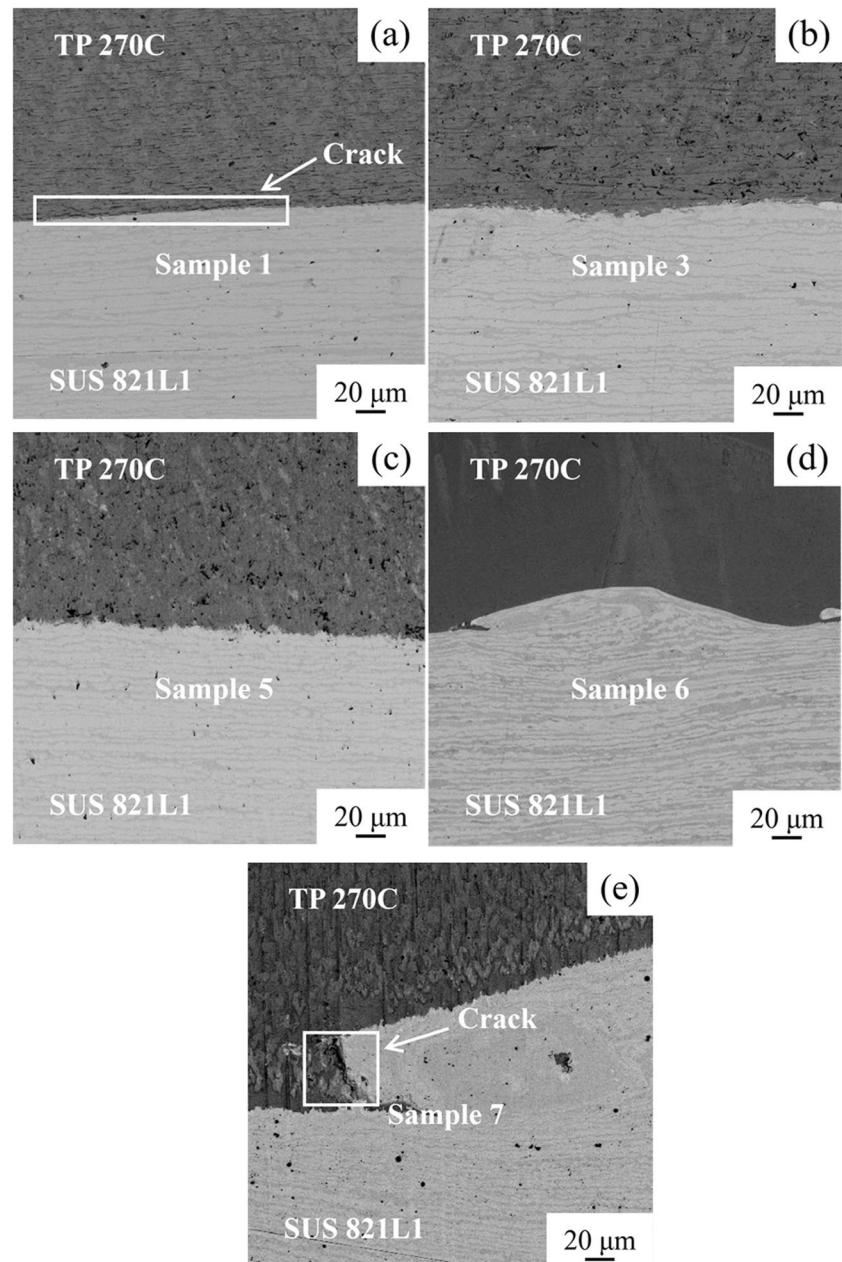 TP 270C
(a)
Crack
Sample 1
SUS 821L1
20 μm
TP 270C
(b)
Sample 3
SUS 821L1
20 μm
TP 270C
(c)
Sample 5
SUS 821L1
20 μm
TP 270C
(d)
Sample 6
SUS 821L1
20 μm
TP 270C
(e)
Crack
Sample 7
SUS 821L1
20 μm